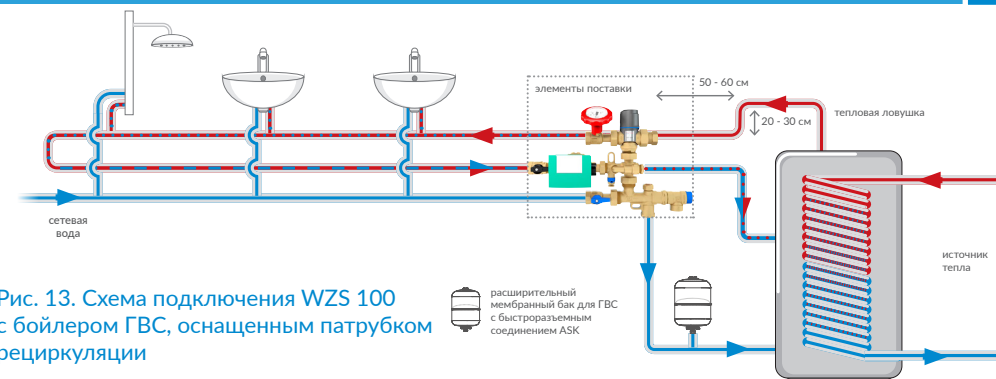 элементы поставки
50 - 60 см
20 - 30 см
тепловая ловушка
сетевая
вода
источник
тепла
Рис. 13. Схема подключения WZS 100
с бойлером ГВС, оснащенным патрубком
рециркуляции
расширительный
мембранный бак для ГВС
с быстроразъемным
соединением ASK